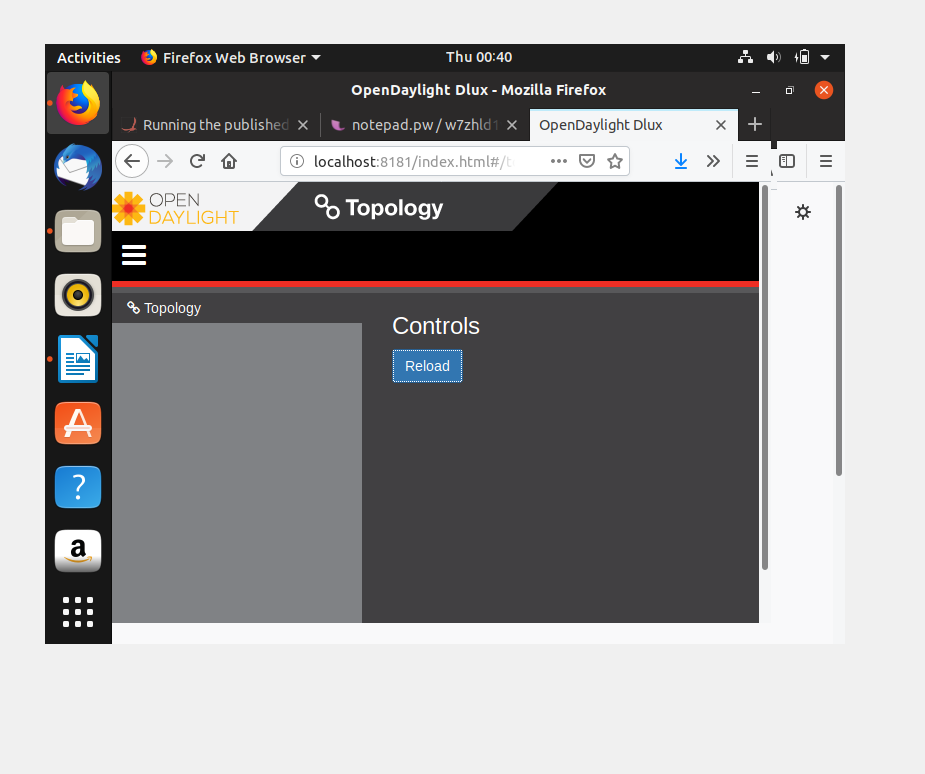 Activities Firefox Web Browser Thu 00:40
OpenDaylight Dlux - Mozilla Firefox
Running the published notepad.pw / w7zhld1 OpenDaylight Dlux
localhost:8181/index.html#/t
OPEN
DAYLIGHT
Topology
Topology
Controls
Reload
?
a